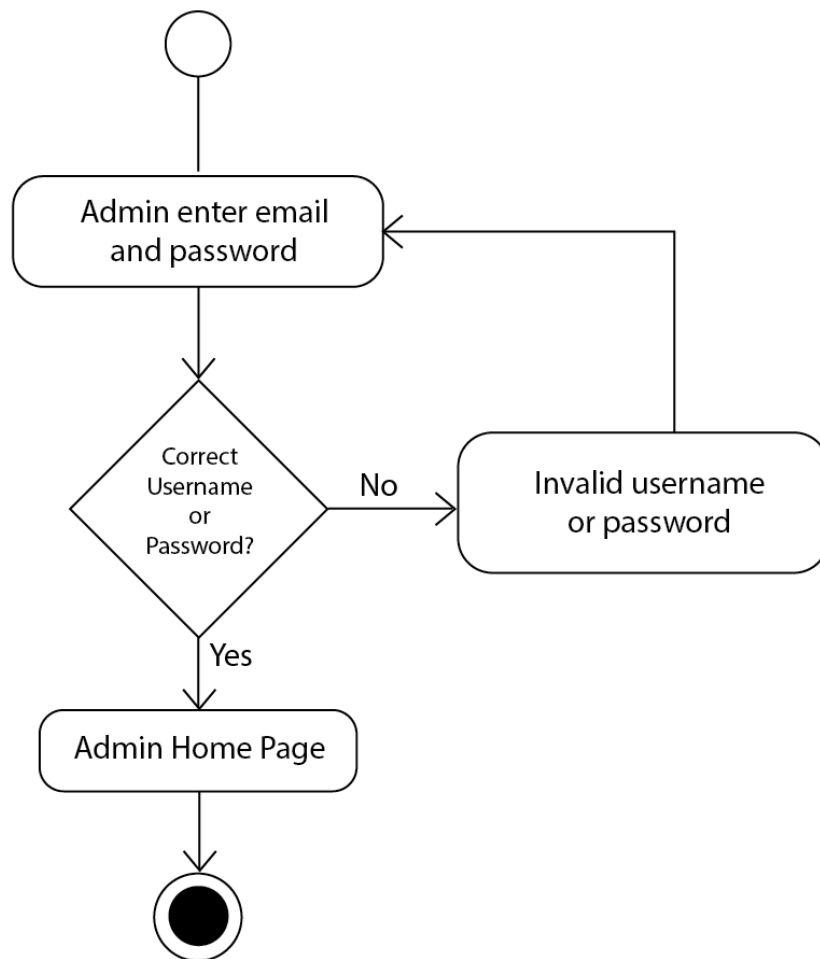 Admin enter email
and password
Correct
Username
or
Password?
No
Invalid username
or password
Yes
Admin Home Page